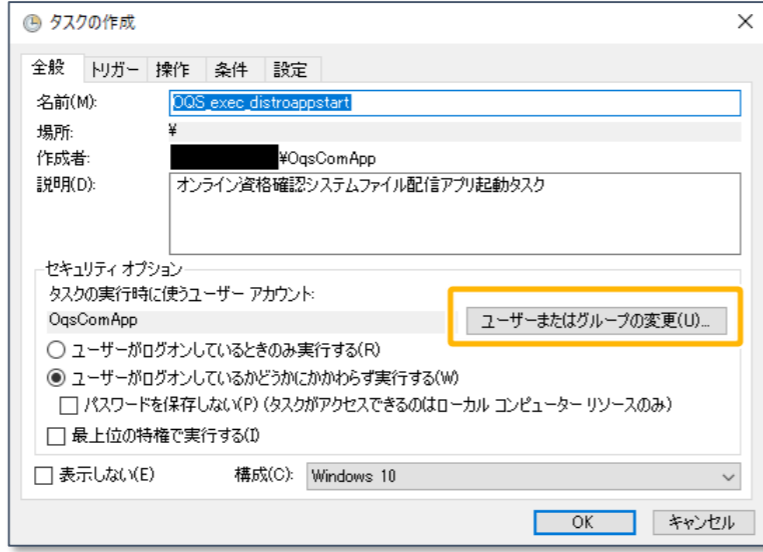 タスクの作成
全般 トリガー 操作 条件 設定
名前(M): OQS_exec_distroappstart
場所: ¥
作成者: ¥OqsComApp
説明(D): オンライン資格確認システムファイル配信アプリ起動タスク
セキュリティ オプション
タスクの実行時に使うユーザー アカウント:
OqsComApp ユーザーまたはグループの変更(U)...
ユーザーがログオンしているときのみ実行する(R)
ユーザーがログオンしているかどうかにかかわらず実行する(W)
パスワードを保存しない(P) (タスクがアクセスできるのはローカル コンピューター リソースのみ)
最上位の特権で実行する(I)
表示しない(E) 構成(C): Windows 10
OK キャンセル